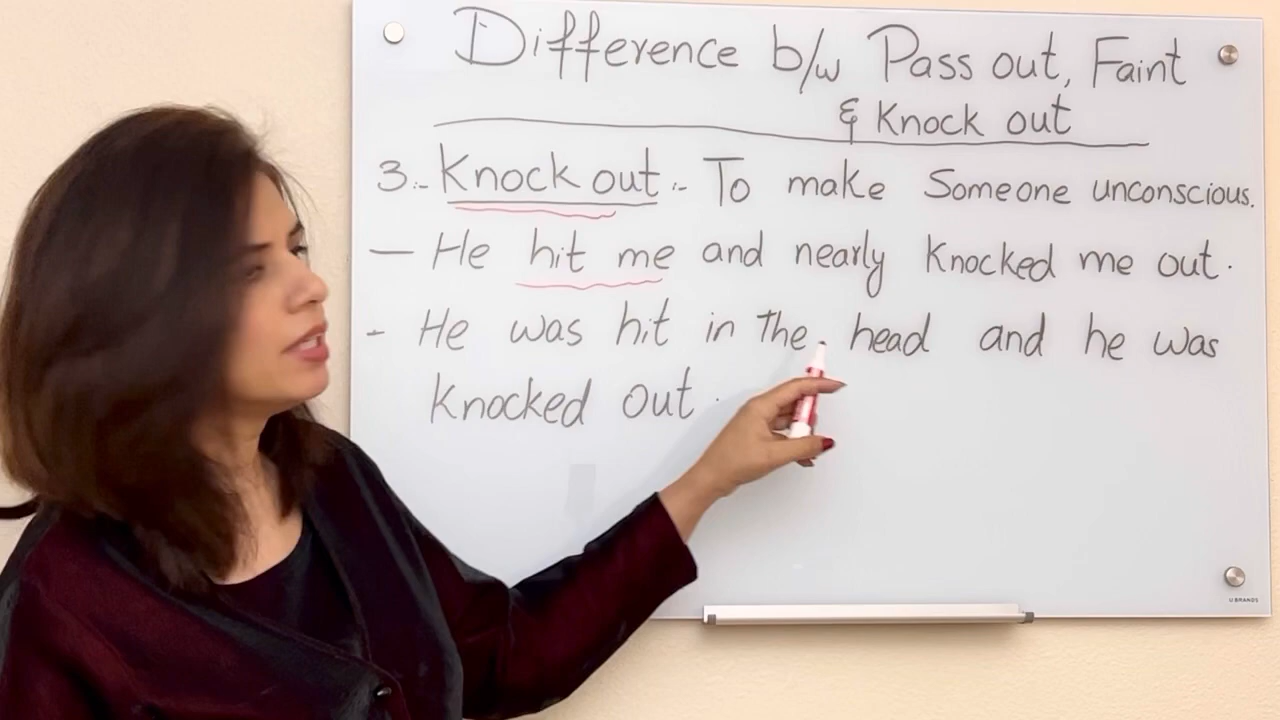 Difference b/w Pass out, Faint
& Knock out
3:- Knock out :- To make Someone unconscious.
— He hit me and nearly Knocked me out.
- He was hit in the head and he was
Knocked out.
U BRANDS